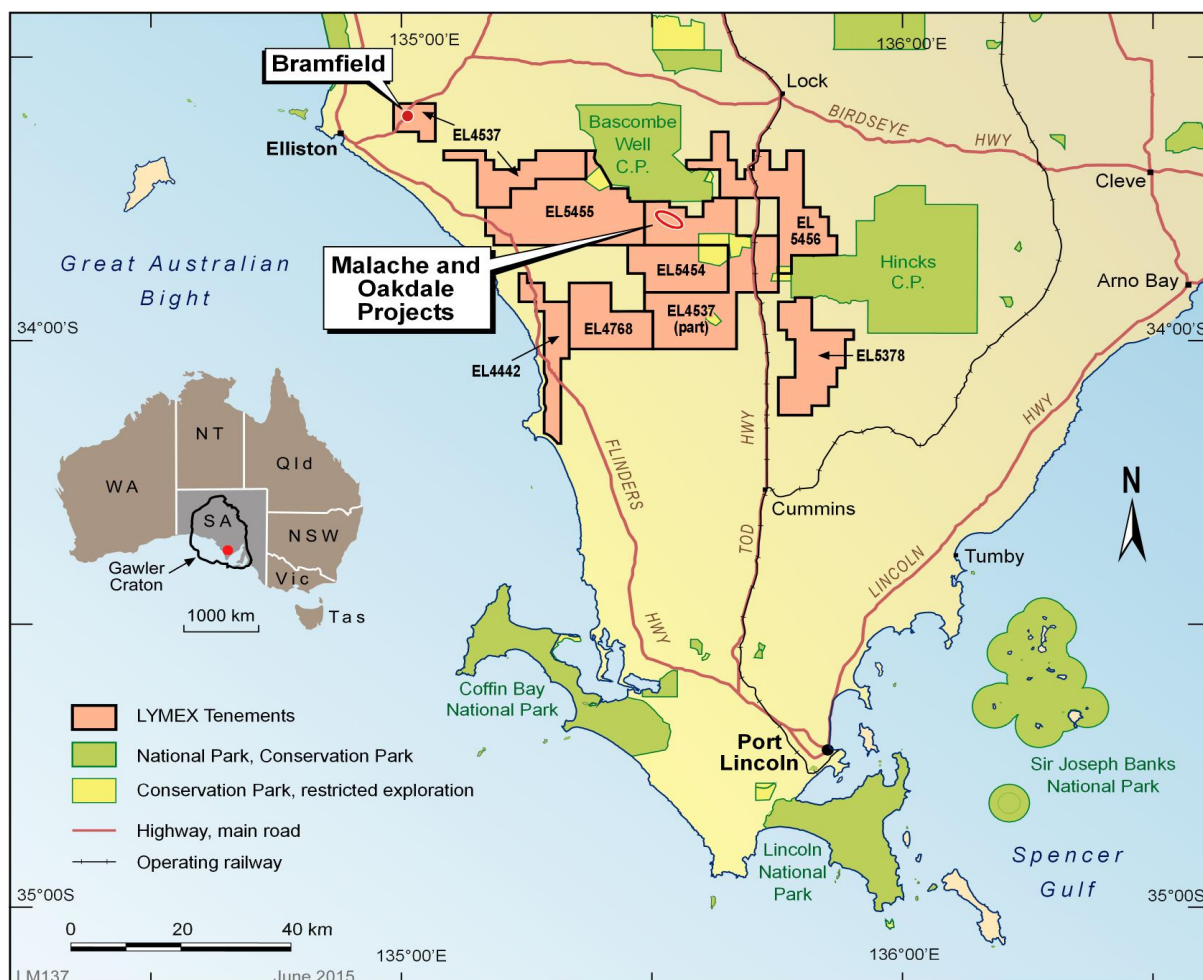 135°00'E
136°00'E
Bramfield
Lock
EL4537
BIRDSEYE
HWY
Bascombe
Well
C.P.
Elliston
Cleve
EL5455
EL
5456
Great Australian
Bight
Malache and
Oakdale
Projects
EL5454
Hincks
C.P.
Arno Bay
34°00'S
EL4768
EL4537
(part)
34°00'S
EL4442
EL5378
HWY
HWY
FLINDERS
NT
Qld
WA
SA
NSW
Vic
Gawler
Craton
1000 km
Tas
N
Cummins
TOD
LINCOLN
Tumby
HWY
Coffin Bay
National Park
LYMEX Tenements
National Park, Conservation Park
Conservation Park, restricted exploration
Highway, main road
Operating railway
Port
Lincoln
Sir Joseph Banks
National Park
Lincoln
National
Park
Spencer
Gulf
35°00'S
35°00'S
0 20 40 km
135°00'E
136°00'E
LM137
June 2015